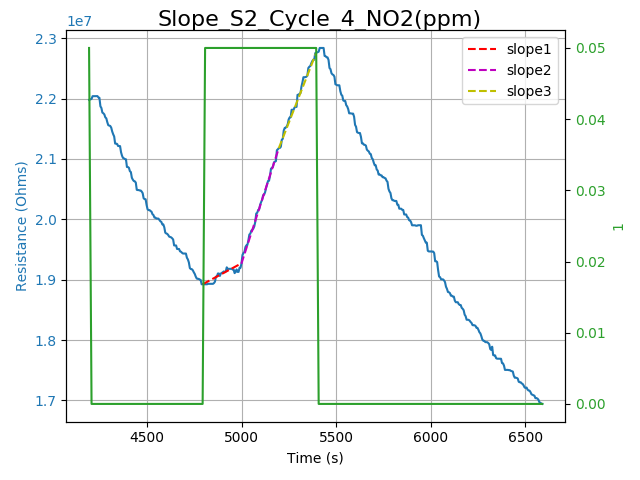 Slope_S2_Cycle_4_NO2(ppm)
1e7
2.3
2.2
2.1
2.0
1.9
1.8
1.7
Resistance (Ohms)
slope1
slope2
slope3
0.05
0.04
0.03
0.02
0.01
0.00
1
4500 5000 5500 6000 6500
Time (s)